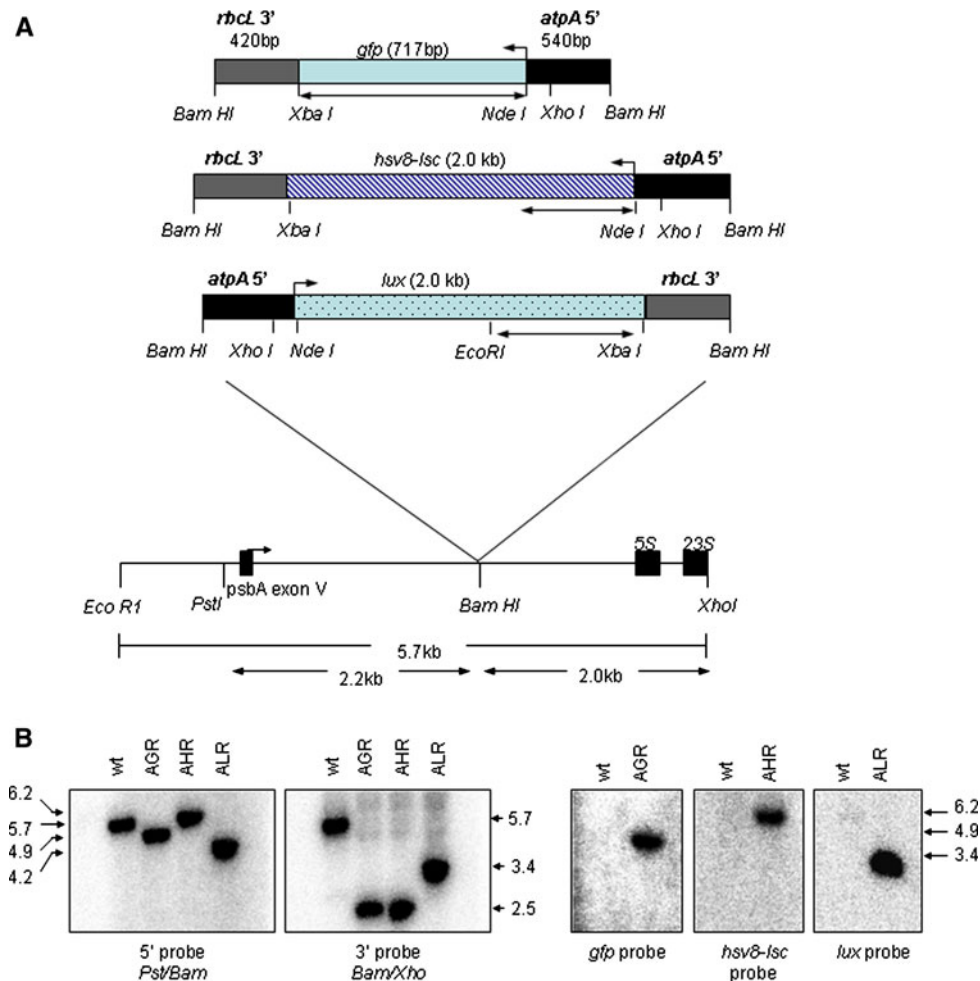 A
rbcL 3'
atpA 5'
420bp
gfp (717bp)
540bp
Bam HI
Xba I
Nde I
Xho I
Bam HI
rbcL 3'
hsv8-lsc (2.0 kb)
atpA 5'
Bam HI
Xba I
Nde I
Xho I
Bam HI
atpA 5'
lux (2.0 kb)
rbcL 3'
Bam HI
Xho I
Nde I
EcoRI
Xba I
Bam HI
5S
23S
psbA exon V
Eco R1
PstI
Bam HI
XhoI
5.7kb
2.2kb
2.0kb
B
wt
AGR
AHR
ALR
6.2
5.7
4.9
4.2
5' probe
Pst/Bam
wt
AGR
AHR
ALR
5.7
3.4
2.5
3' probe
Bam/Xho
wt
AGR
gfp probe
wt
AHR
hsv8-lsc
probe
wt
ALR
6.2
4.9
3.4
lux probe